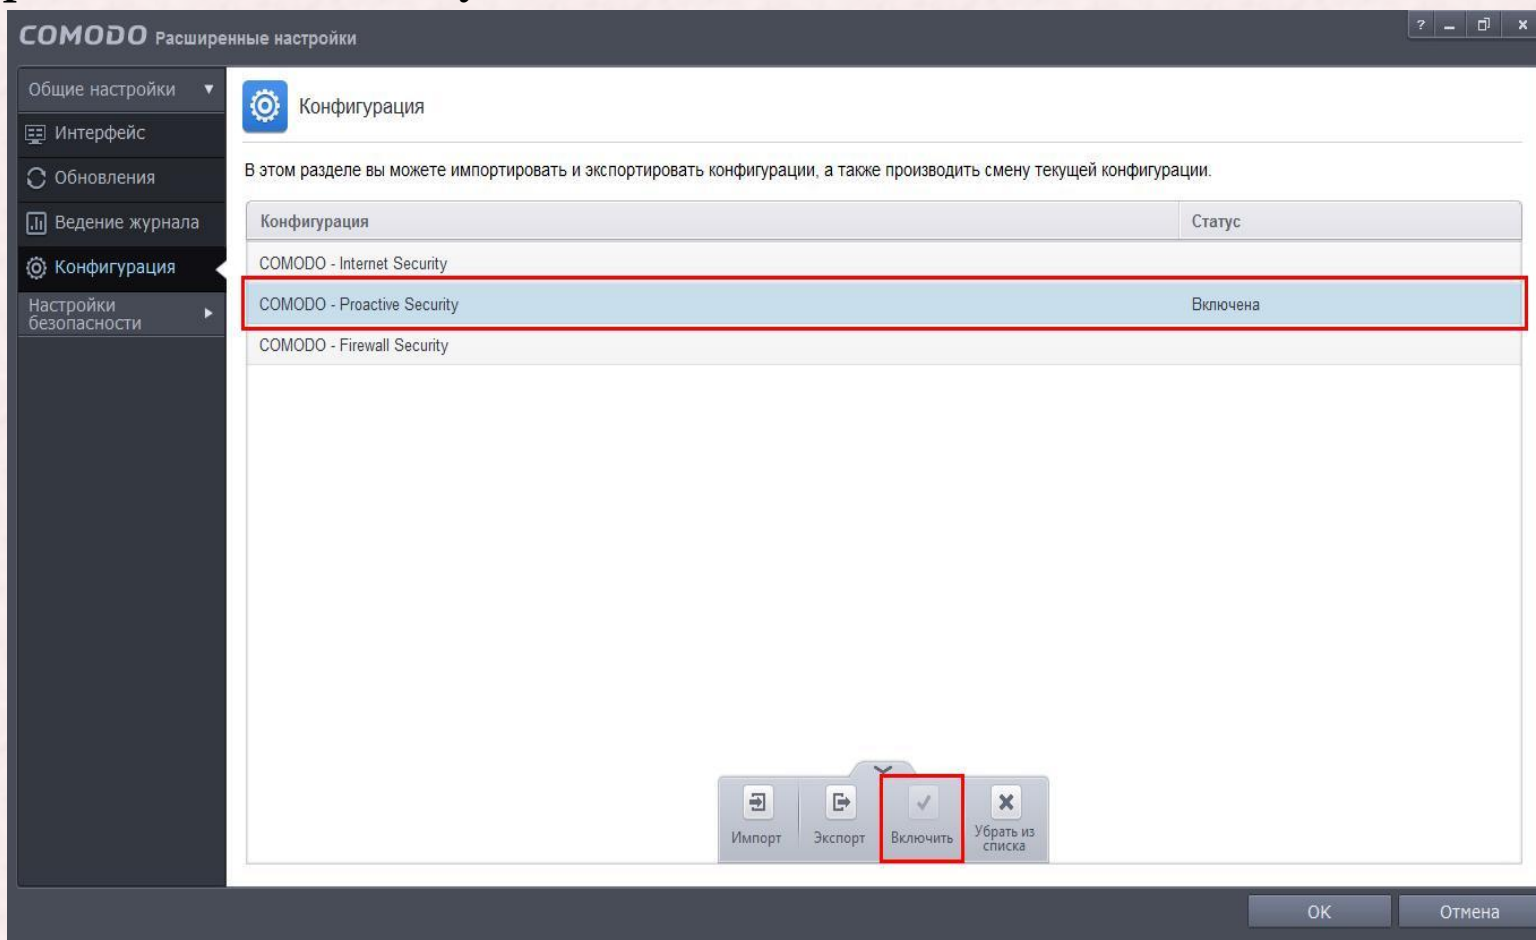 COMODO Расширенные настройки
?
Общие настройки
Интерфейс
Обновления
Ведение журнала
Конфигурация
Настройки
безопасности
Конфигурация
В этом разделе вы можете импортировать и экспортировать конфигурации, а также производить смену текущей конфигурации.
Конфигурация Статус
COMODO - Internet Security
COMODO - Proactive Security Включена
COMODO - Firewall Security
Импорт
Экспорт
Включить
Убрать из
списка
OK
Отмена